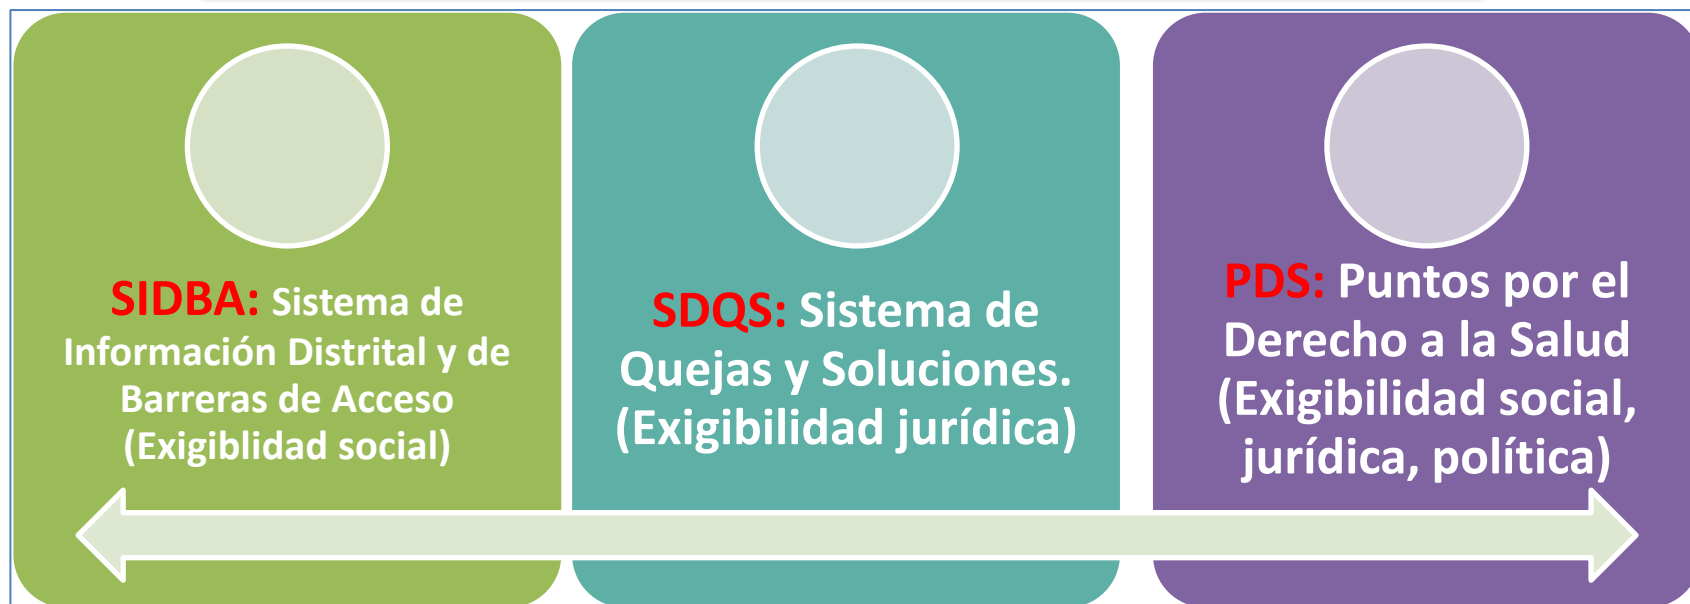 SIDBA: Sistema de
Información Distrital y de
Barreras de Acceso
(Exigiblidad social)
SDQS: Sistema de
Quejas y Soluciones.
(Exigibilidad jurídica)
PDS: Puntos por el
Derecho a la Salud
(Exigibilidad social,
jurídica, política)